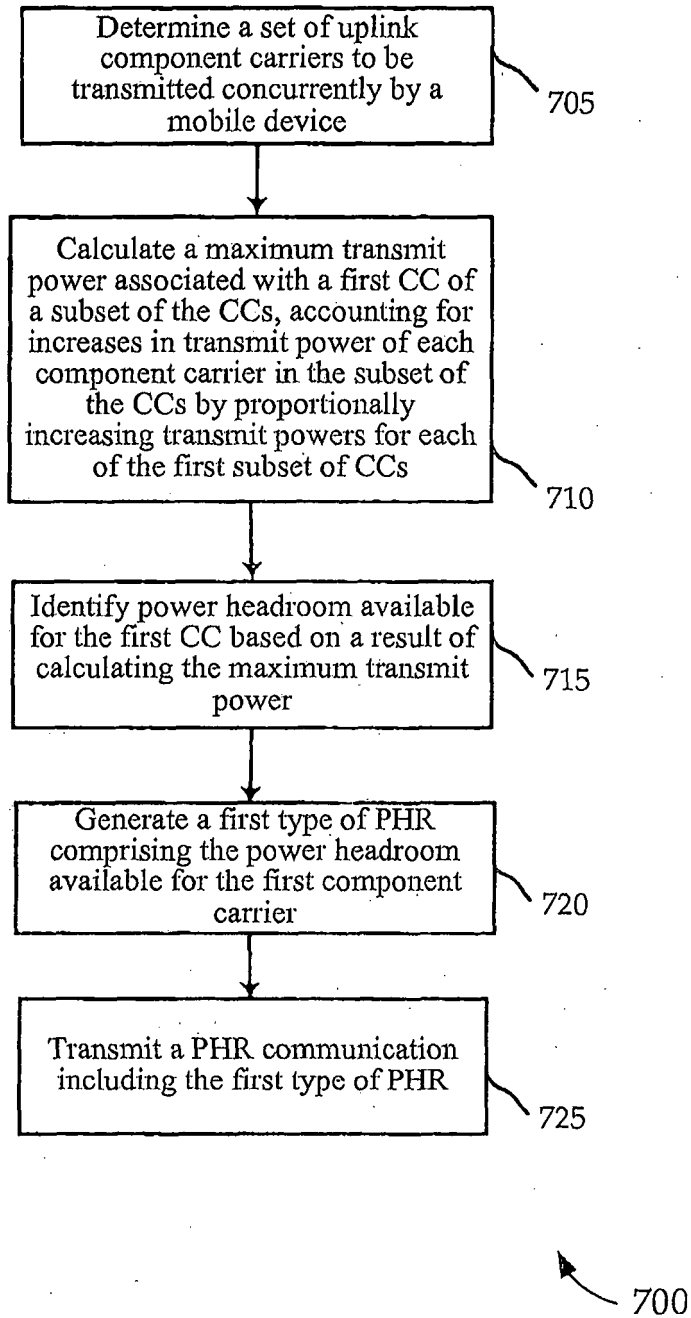 Determine a set of uplink
component carriers to be
transmitted concurrently by a
mobile device
705
Calculate a maximum transmit
power associated with a first CC of
a subset of the CCs, accounting for
increases in transmit power of each
component carrier in the subset of
the CCs by proportionally
increasing transmit powers for each
of the first subset of CCs
710
Identify power headroom available
for the first CC based on a result of
calculating the maximum transmit
power
715
Generate a first type of PHR
comprising the power headroom
available for the first component
carrier
720
Transmit a PHR communication
including the first type of PHR
725
700